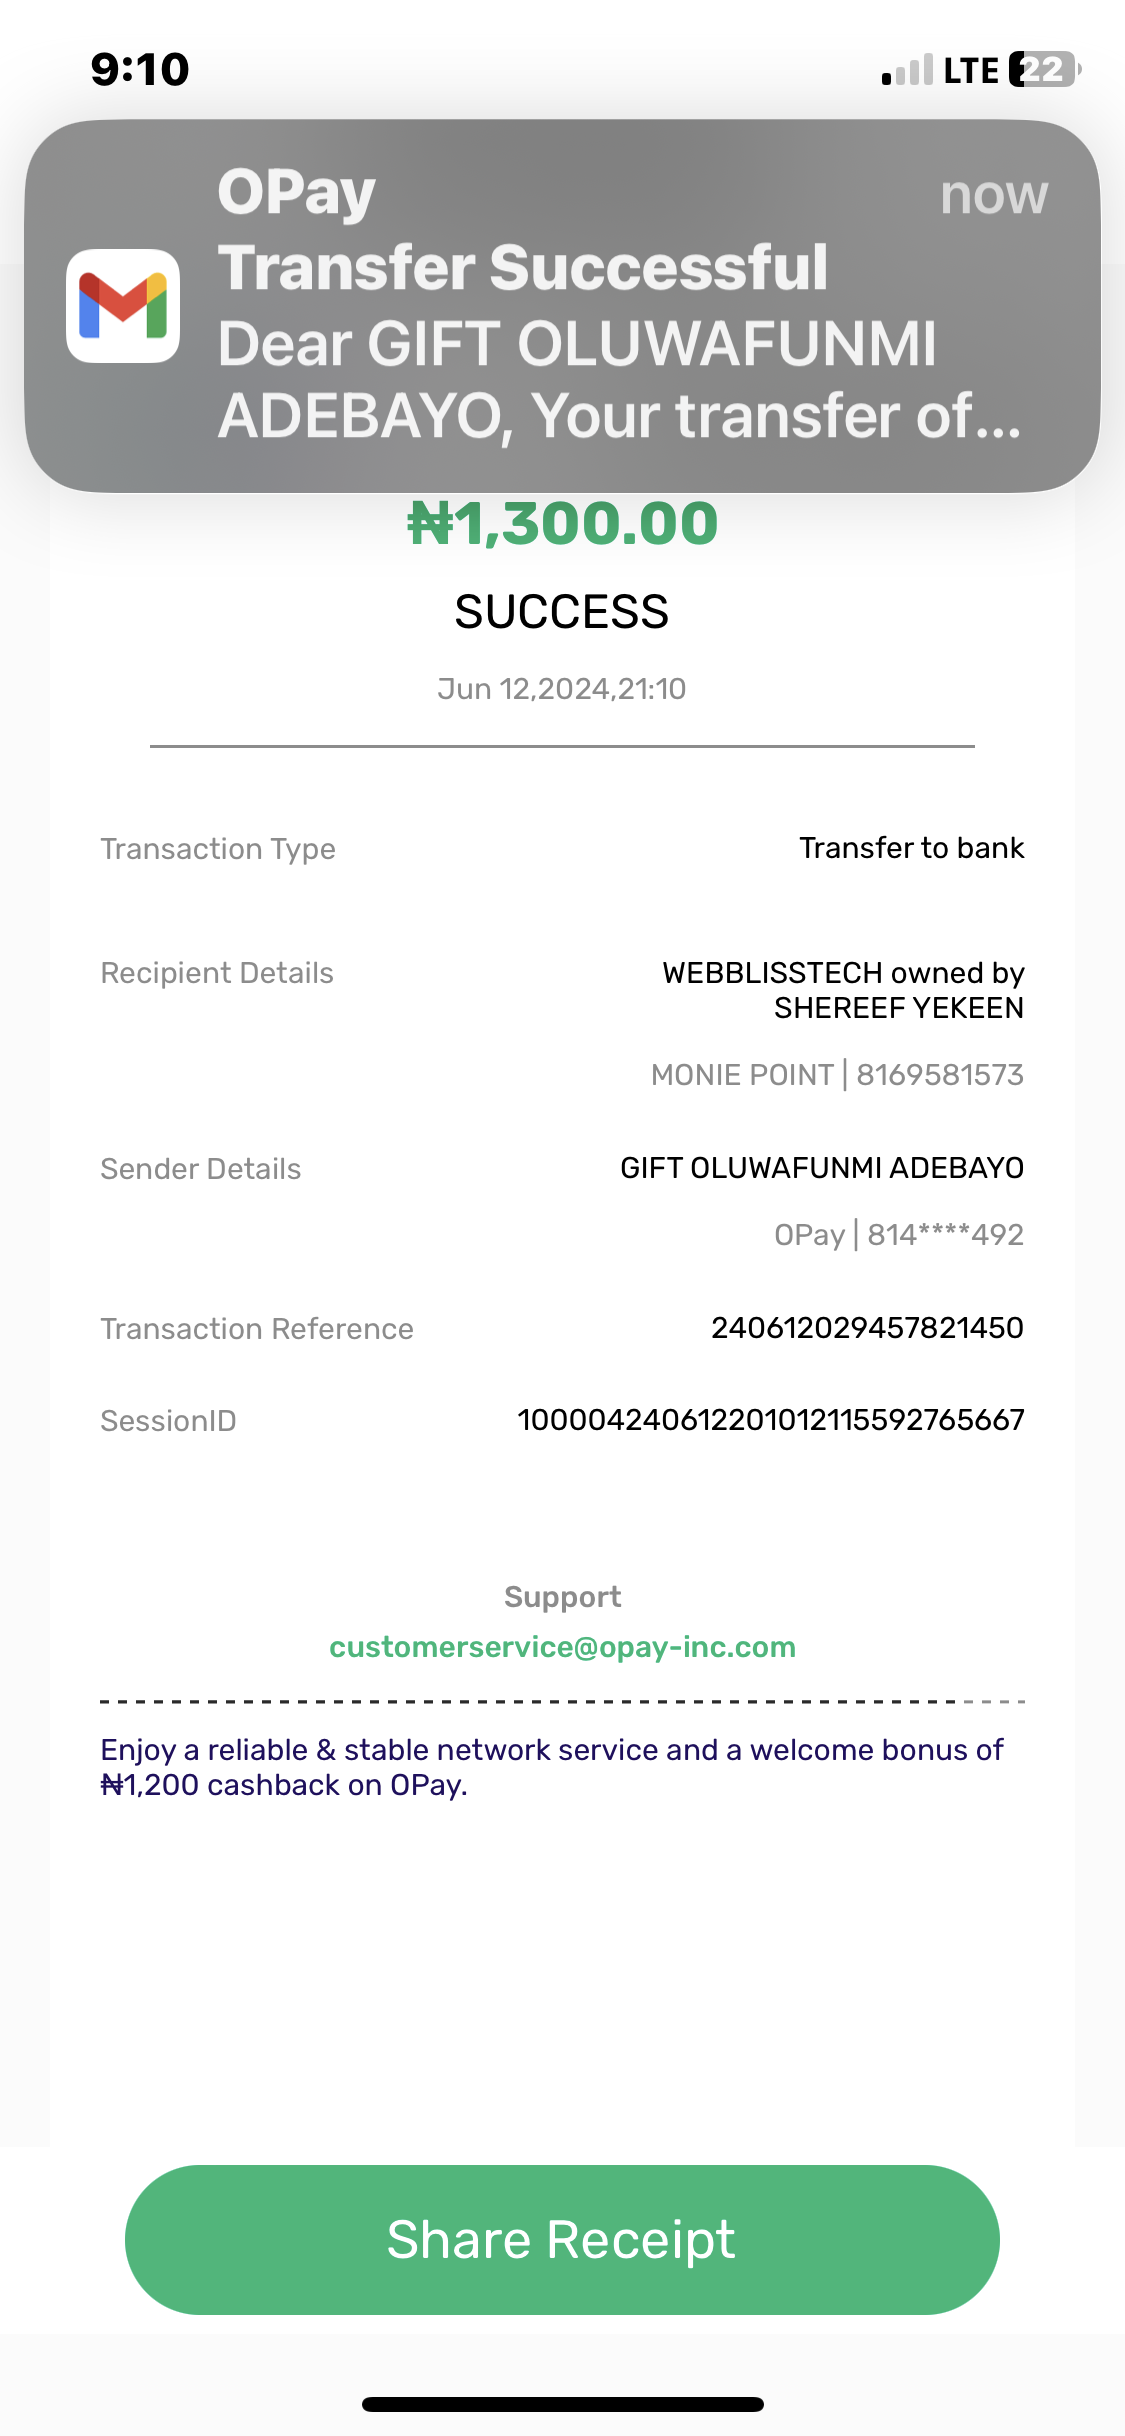 9:10
LTE 22
OPay
now
Transfer Successful
Dear GIFT OLUWAFUNMI
ADEBAYO, Your transfer of...
₦1,300.00
SUCCESS
Jun 12,2024,21:10
Transaction Type
Transfer to bank
Recipient Details
WEBBLISSTECH owned by
SHEREEF YEKEEN
MONIE POINT | 8169581573
Sender Details
GIFT OLUWAFUNMI ADEBAYO
OPay | 814****492
Transaction Reference
240612029457821450
SessionID
100004240612201012115592765667
Support
customerservice@opay-inc.com
Enjoy a reliable & stable network service and a welcome bonus of
₦1,200 cashback on OPay.
Share Receipt